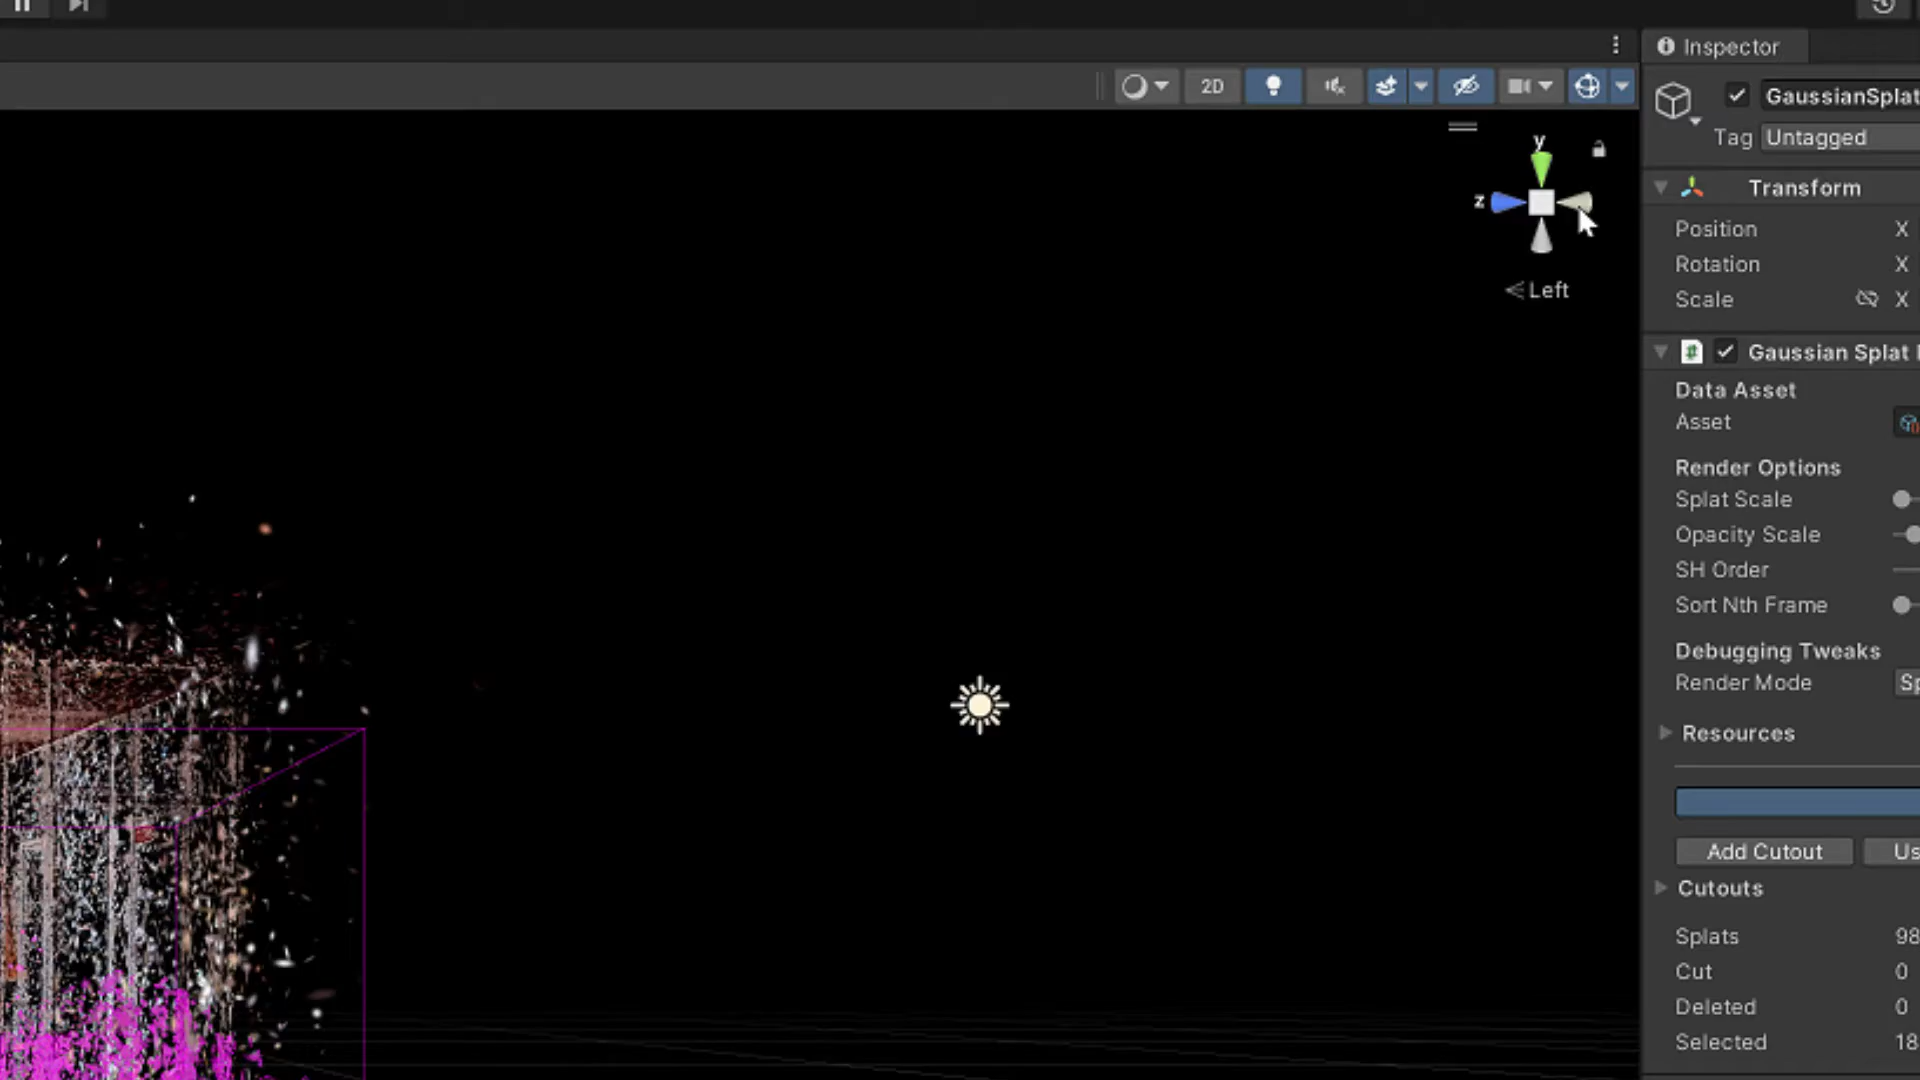 Inspector
2D
GaussianSplat
Tag Untagged
y
z
Left
Transform
Position X
Rotation X
Scale X
Gaussian Splat
Data Asset
Asset
Render Options
Splat Scale
Opacity Scale
SH Order
Sort Nth Frame
Debugging Tweaks
Render Mode Sp
Resources
Add Cutout Us
Cutouts
Splats 98
Cut 0
Deleted 0
Selected 18